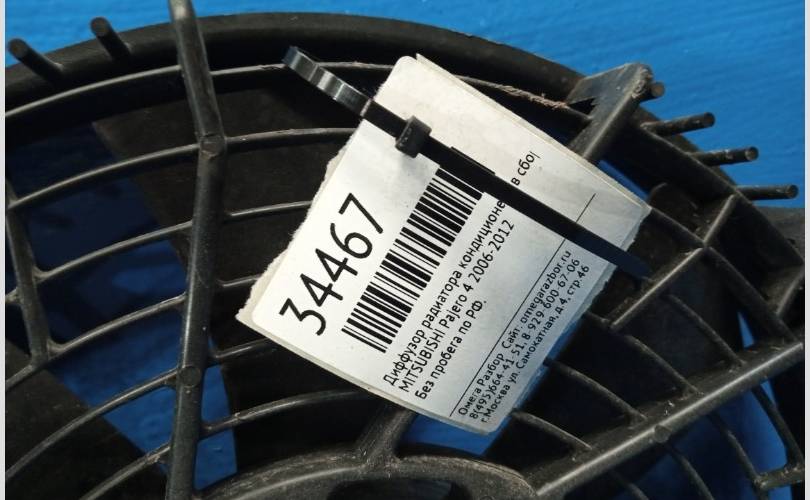 34467
Диффузор радиатора кондиционе в сбо
MITSUBISHI Pajero 4 2006-2012
Без пробега по РФ.
Омега Разбор Сайт: omegarazbor.ru
8(495)664-41-51. 8-929-600-67-06
г.Москва ул. Самокатная, д.4, стр.46